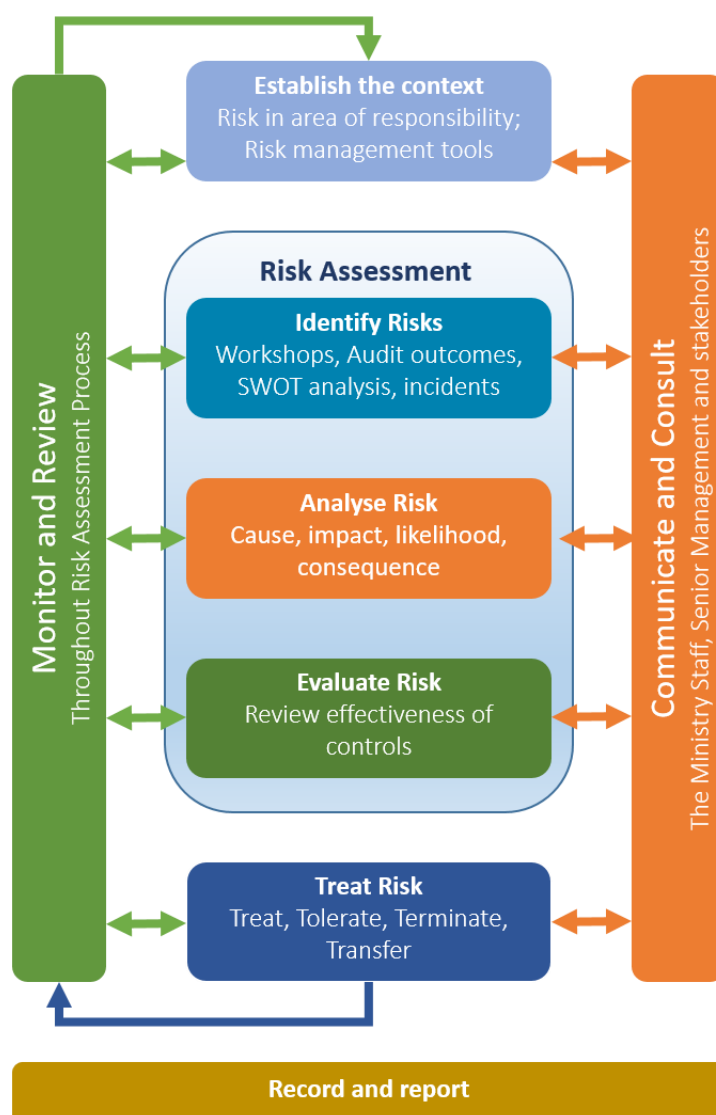 Establish the context
Risk in area of responsibility;
Risk management tools
Risk Assessment
Identify Risks
Workshops, Audit outcomes,
SWOT analysis, incidents
Analyse Risk
Cause, impact, likelihood,
consequence
Evaluate Risk
Review effectiveness of
controls
Treat Risk
Treat, Tolerate, Terminate,
Transfer
Monitor and Review
Throughout Risk Assessment Process
Communicate and Consult
The Ministry Staff, Senior Management and stakeholders
Record and report